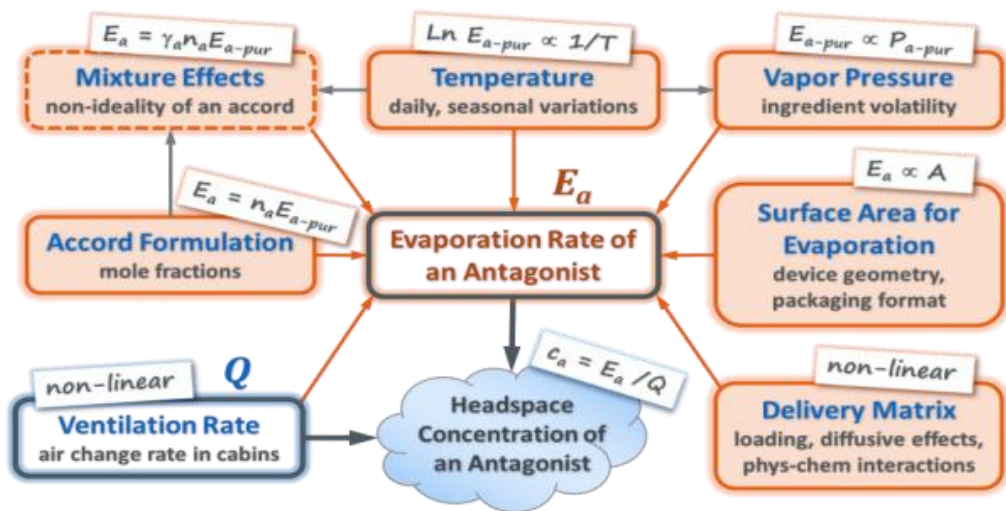 E_a = γ_a n_a E_a-pur
Mixture Effects
non-ideality of an accord
Ln E_a-pur ∝ 1/T
Temperature
daily, seasonal variations
E_a-pur ∝ P_a-pur
Vapor Pressure
ingredient volatility
E_a = n_a E_a-pur
Accord Formulation
mole fractions
E_a
Evaporation Rate of
an Antagonist
E_a ∝ A
Surface Area for
Evaporation
device geometry,
packaging format
non-linear
Q
Ventilation Rate
air change rate in cabins
c_a = E_a /Q
Headspace
Concentration of
an Antagonist
non-linear
Delivery Matrix
loading, diffusive effects,
phys-chem interactions